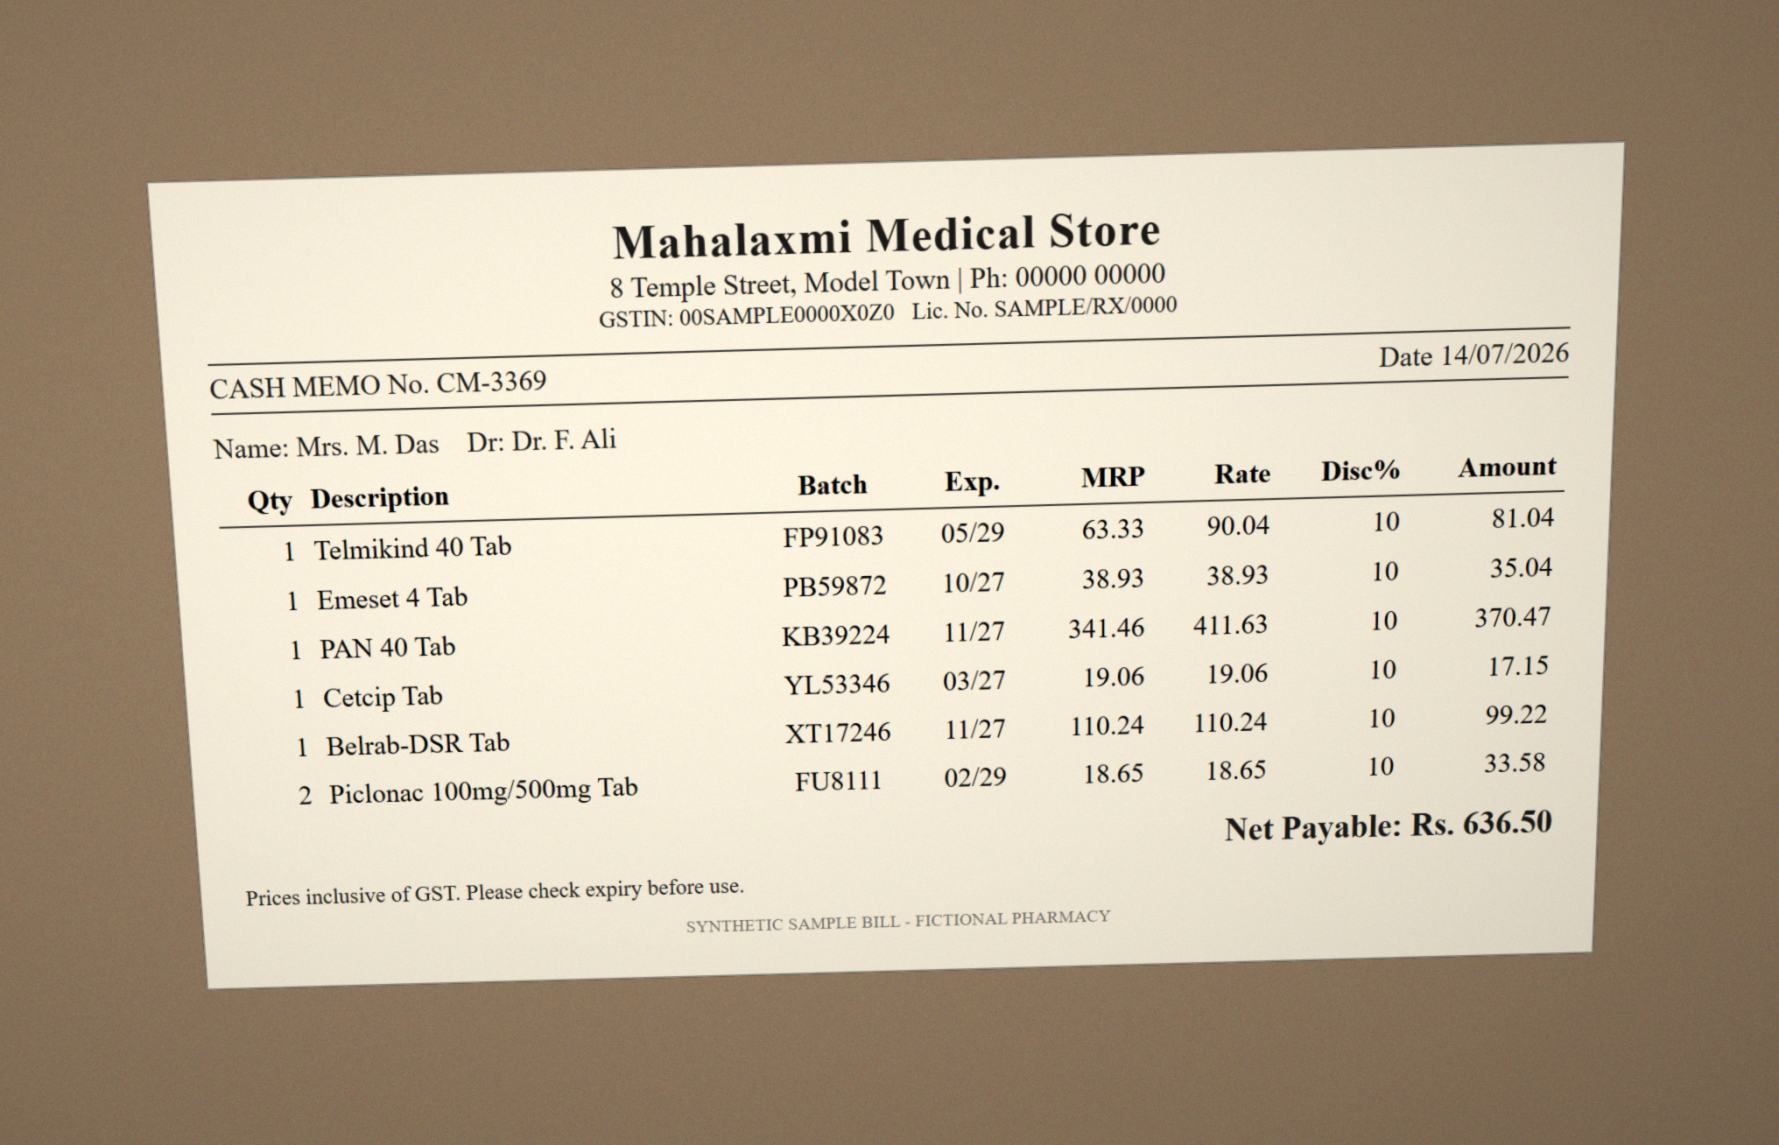 Mahalaxmi Medical Store
8 Temple Street, Model Town | Ph: 00000 00000
GSTIN: 00SAMPLE0000X0Z0 Lic. No. SAMPLE/RX/0000
CASH MEMO No. CM-3369 Date 14/07/2026
Name: Mrs. M. Das Dr: Dr. F. Ali
Qty Description Batch Exp. MRP Rate Disc% Amount
1 Telmikind 40 Tab FP91083 05/29 63.33 90.04 10 81.04
1 Emeset 4 Tab PB59872 10/27 38.93 38.93 10 35.04
1 PAN 40 Tab KB39224 11/27 341.46 411.63 10 370.47
1 Cetcip Tab YL53346 03/27 19.06 19.06 10 17.15
1 Belrab-DSR Tab XT17246 11/27 110.24 110.24 10 99.22
2 Piclonac 100mg/500mg Tab FU8111 02/29 18.65 18.65 10 33.58
Net Payable: Rs. 636.50
Prices inclusive of GST. Please check expiry before use.
SYNTHETIC SAMPLE BILL - FICTIONAL PHARMACY